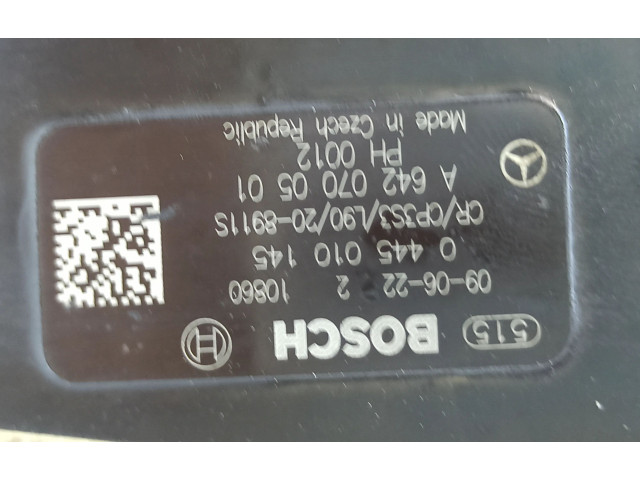 515 BOSCH
09-06-22 2 10860
0 445 010 145
CR/CP3S3/L90/20-8911S
A 642 070 05 01
PH 0012
Made in Czech Republic